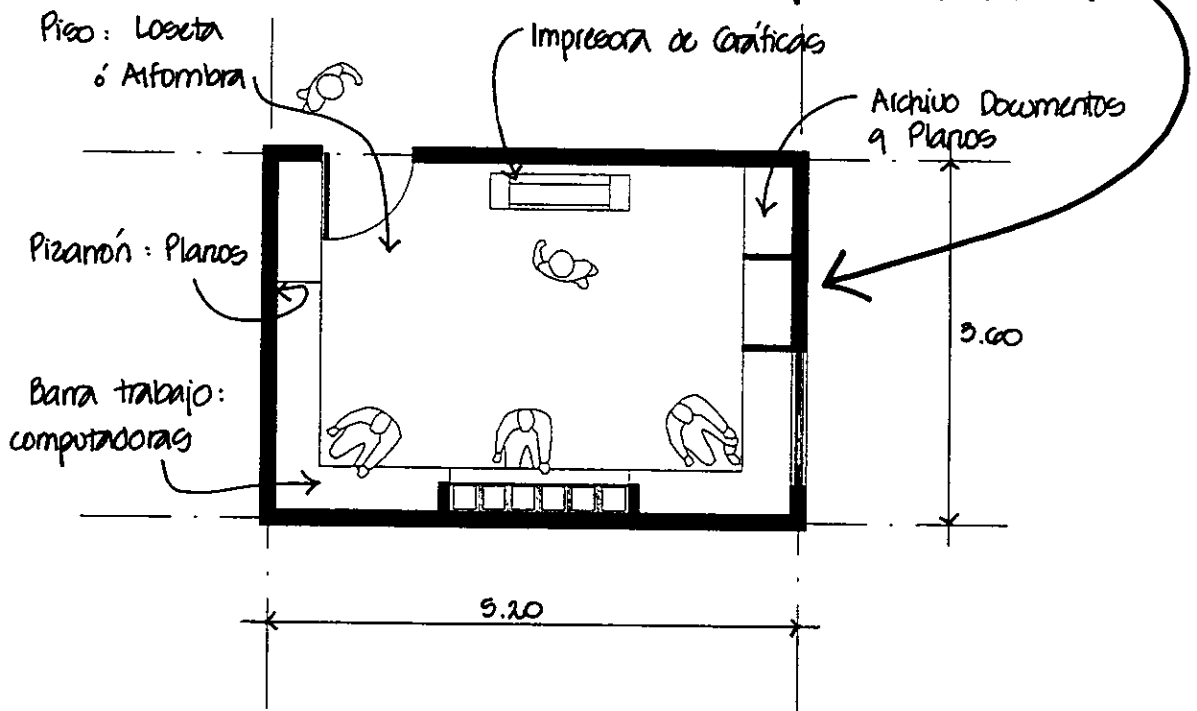 Piso: Loseta
ó Alfombra
Impresora de Gráficas
Archivo Documentos
y Planos
Pizarrón: Planos
Barra trabajo:
computadoras
3.60
5.20